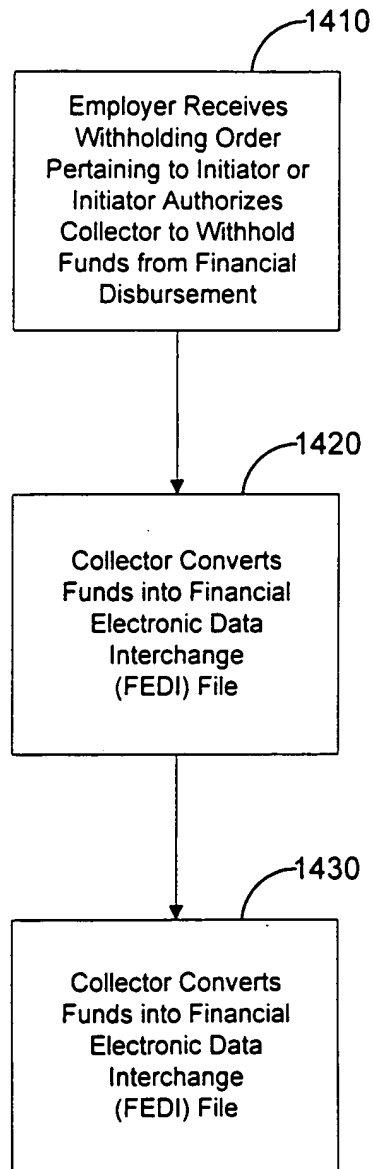 1410
Employer Receives
Withholding Order
Pertaining to Initiator or
Initiator Authorizes
Collector to Withhold
Funds from Financial
Disbursement
1420
Collector Converts
Funds into Financial
Electronic Data
Interchange
(FEDI) File
1430
Collector Converts
Funds into Financial
Electronic Data
Interchange
(FEDI) File